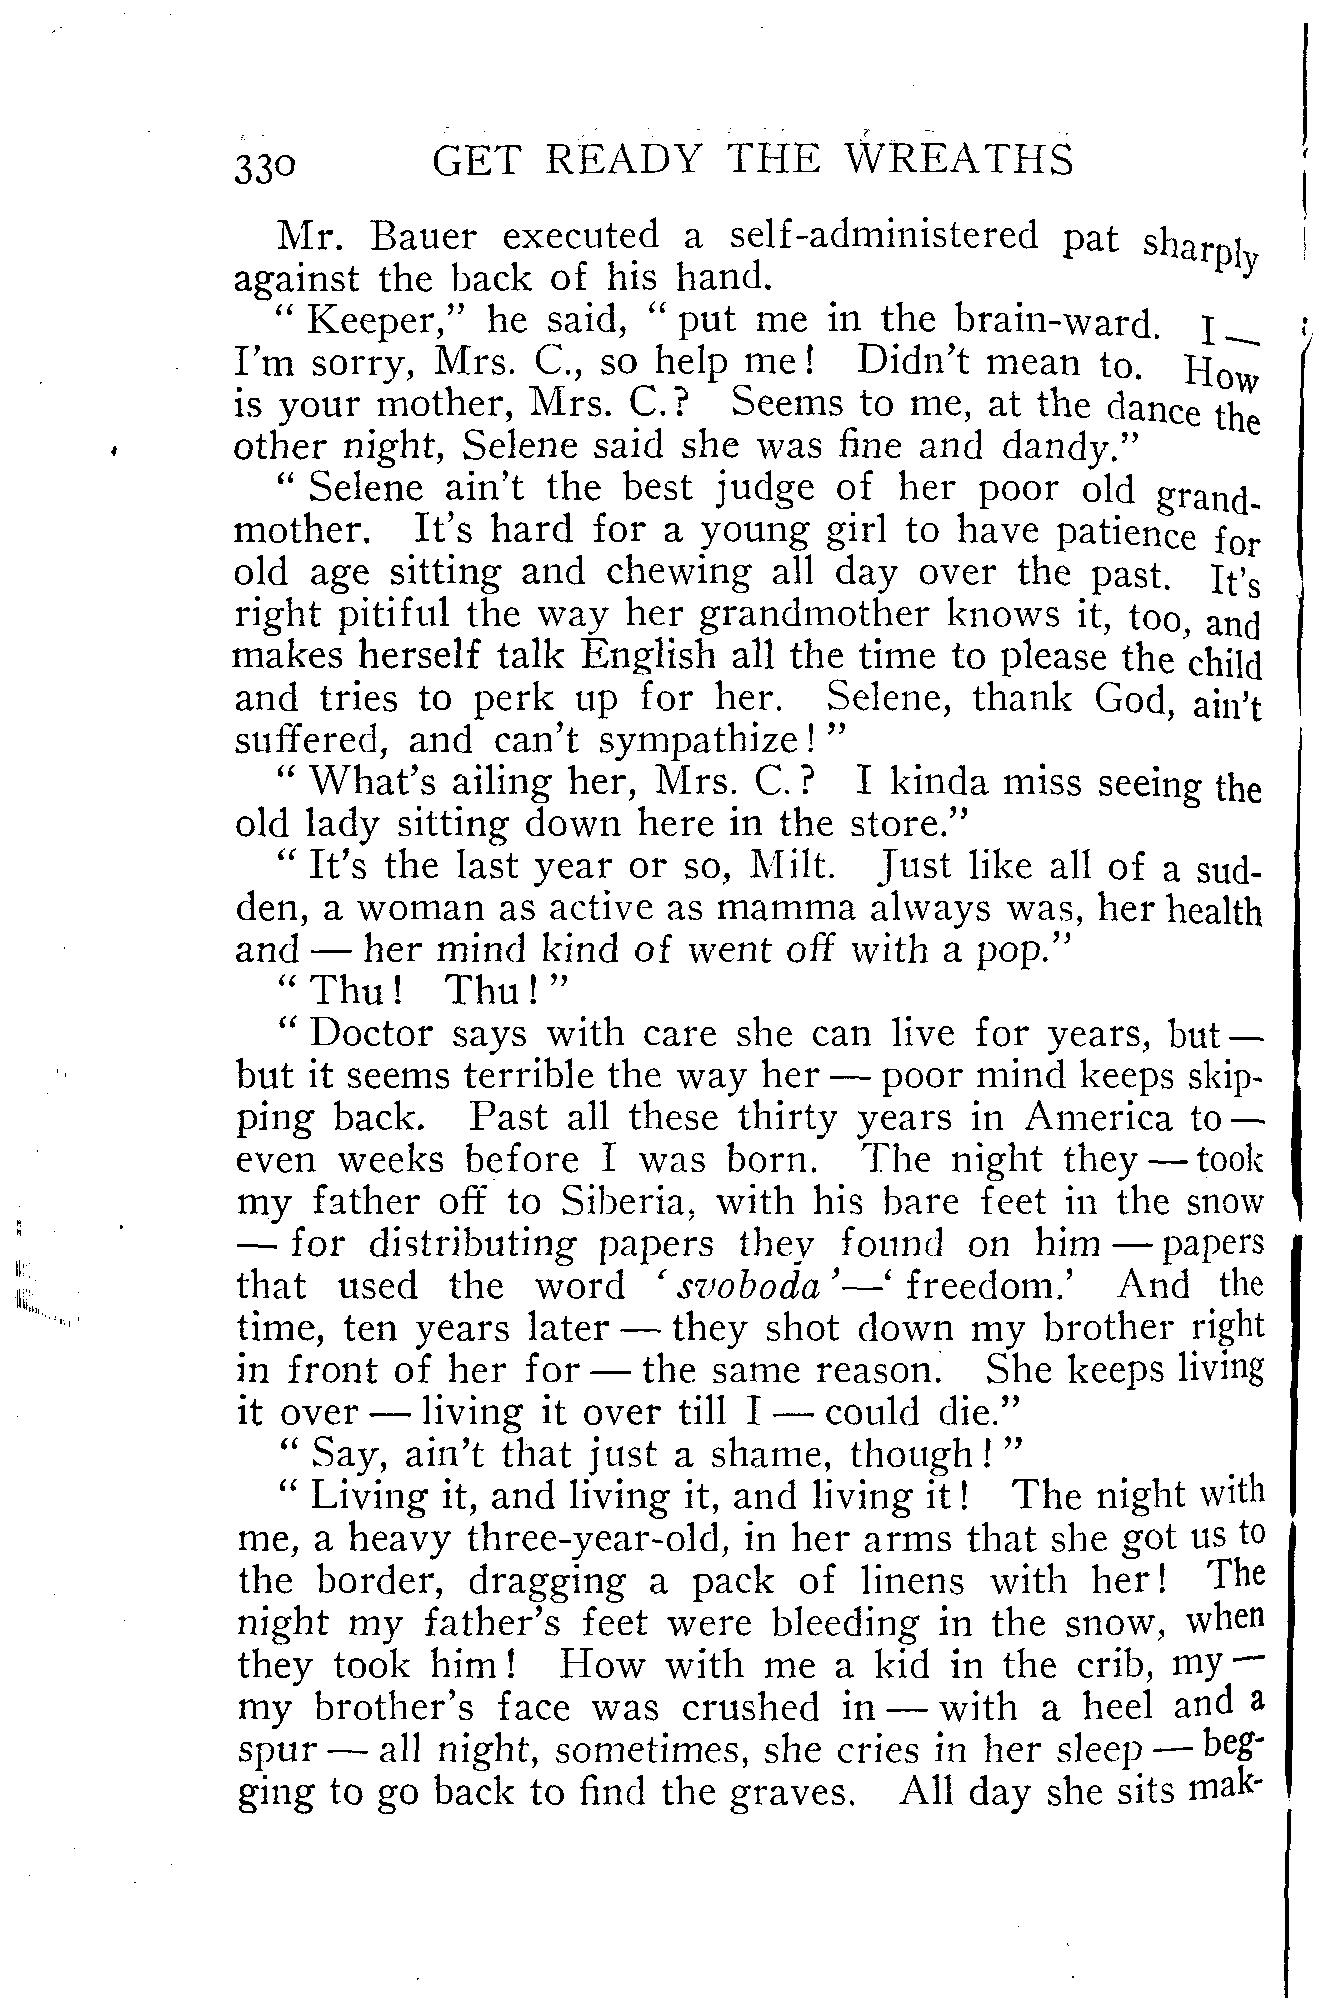 330 GET READY THE WREATHS
Mr. Bauer executed a self-administered pat sharply
against the back of his hand.
“ Keeper,” he said, “ put me in the brain-ward. I —
I’m sorry, Mrs. C., so help me ! Didn’t mean to. How
is your mother, Mrs. C. ? Seems to me, at the dance the
other night, Selene said she was fine and dandy.”
“ Selene ain’t the best judge of her poor old grand-
mother. It’s hard for a young girl to have patience for
old age sitting and chewing all day over the past. It’s
right pitiful the way her grandmother knows it, too, and
makes herself talk English all the time to please the child
and tries to perk up for her. Selene, thank God, ain’t
suffered, and can’t sympathize ! ”
“ What’s ailing her, Mrs. C. ? I kinda miss seeing the
old lady sitting down here in the store.”
“ It’s the last year or so, Milt. Just like all of a sud-
den, a woman as active as mamma always was, her health
and — her mind kind of went off with a pop.”
“ Thu ! Thu ! ”
“ Doctor says with care she can live for years, but —
but it seems terrible the way her — poor mind keeps skip-
ping back. Past all these thirty years in America to —
even weeks before I was born. The night they — took
my father off to Siberia, with his bare feet in the snow
— for distributing papers they found on him — papers
that used the word ‘ svoboda ’—‘ freedom.’ And the
time, ten years later — they shot down my brother right
in front of her for — the same reason. She keeps living
it over — living it over till I — could die.”
“ Say, ain’t that just a shame, though ! ”
“ Living it, and living it, and living it ! The night with
me, a heavy three-year-old, in her arms that she got us to
the border, dragging a pack of linens with her ! The
night my father’s feet were bleeding in the snow, when
they took him ! How with me a kid in the crib, my —
my brother’s face was crushed in — with a heel and a
spur — all night, sometimes, she cries in her sleep — beg-
ging to go back to find the graves. All day she sits mak-